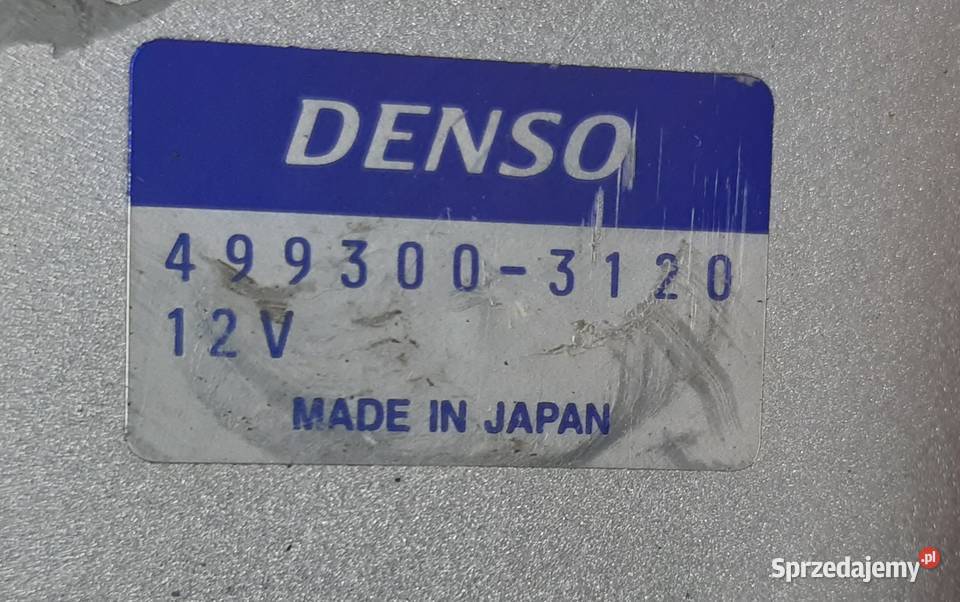 DENSO
499300-3120
12V
MADE IN JAPAN
Sprzedajemy.pl